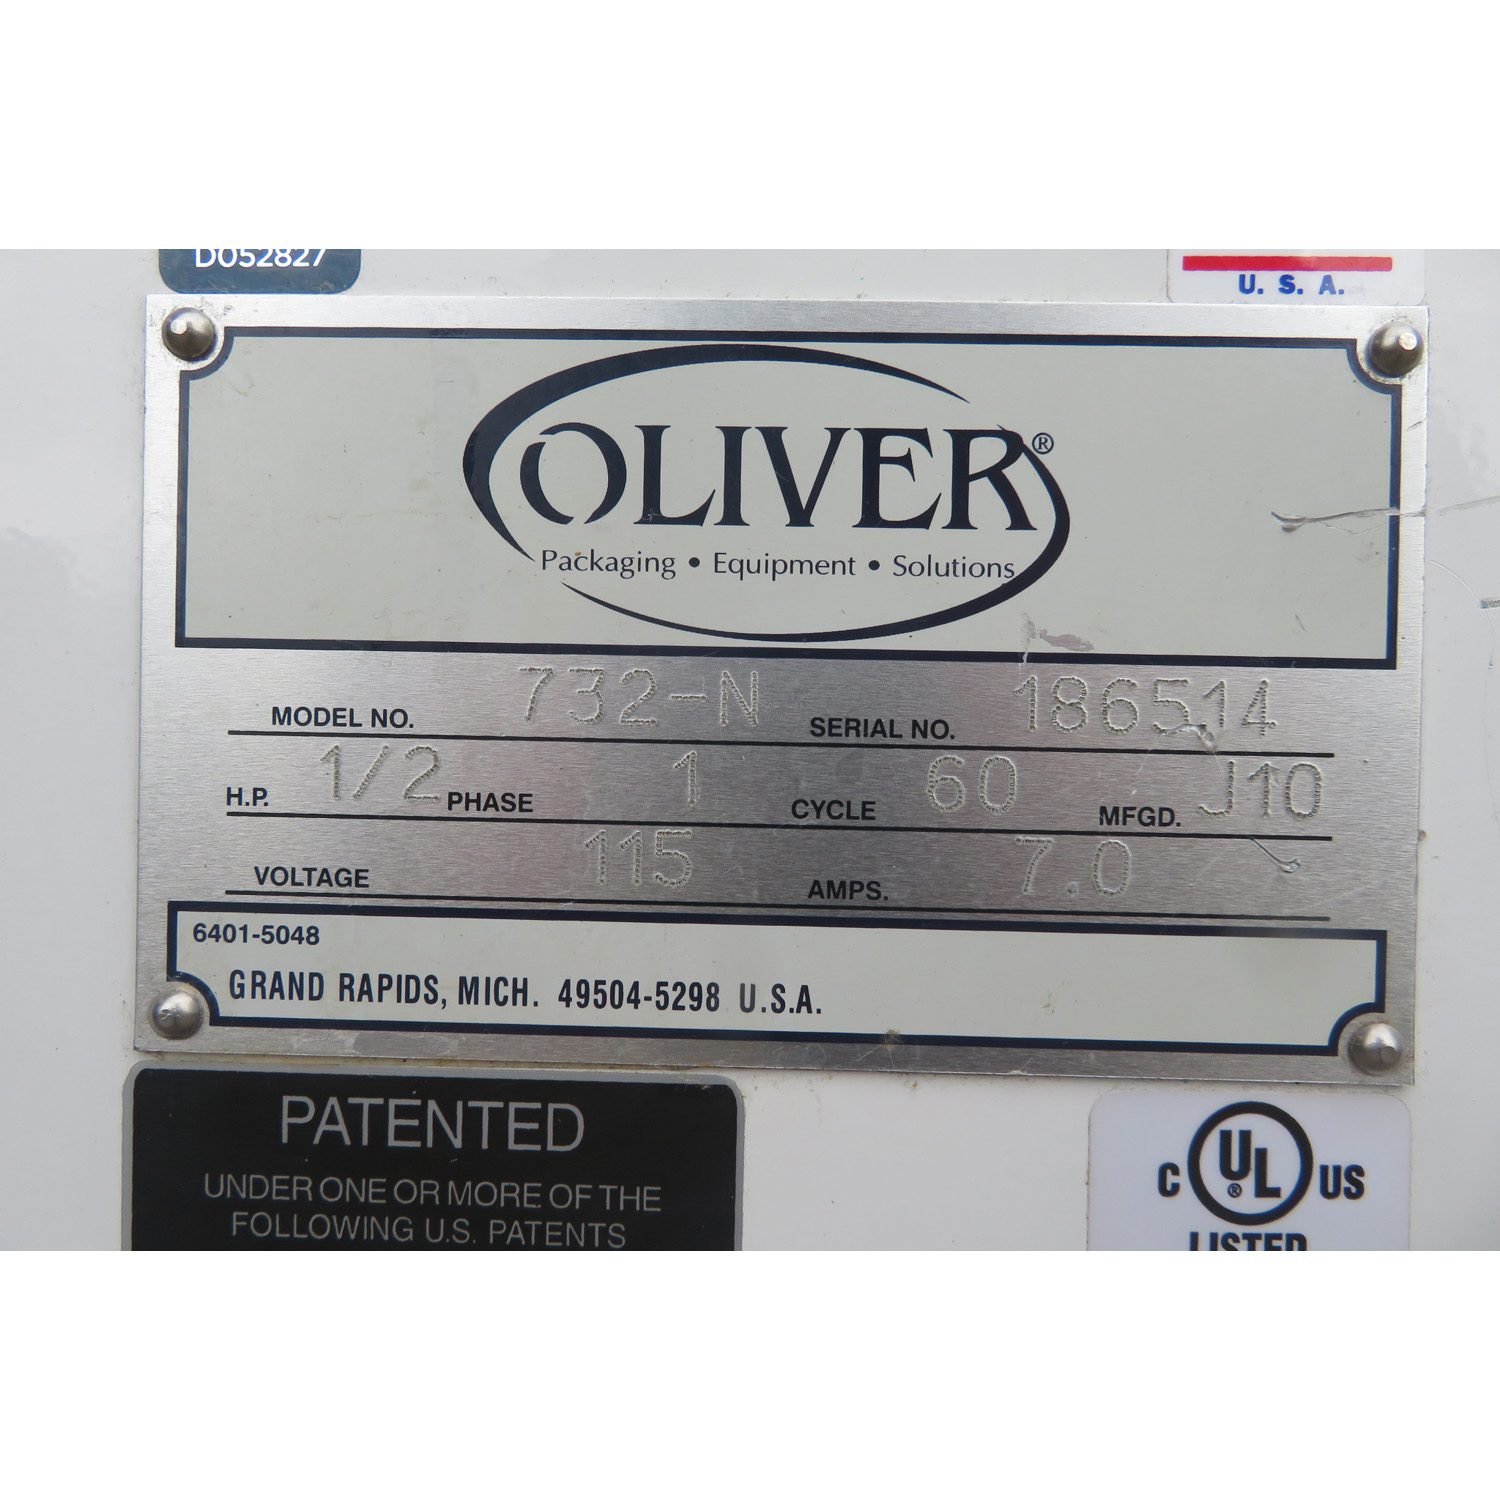 DO52827
U. S. A.
OLIVER®
Packaging • Equipment • Solutions
MODEL NO. 732-N SERIAL NO. 186514
H.P. 1/2 PHASE 1 CYCLE 60 MFGD. J10
VOLTAGE 115 AMPS. 7.0
6401-5048
GRAND RAPIDS, MICH. 49504-5298 U.S.A.
PATENTED
UNDER ONE OR MORE OF THE
FOLLOWING U.S. PATENTS
C UL® US
LISTED